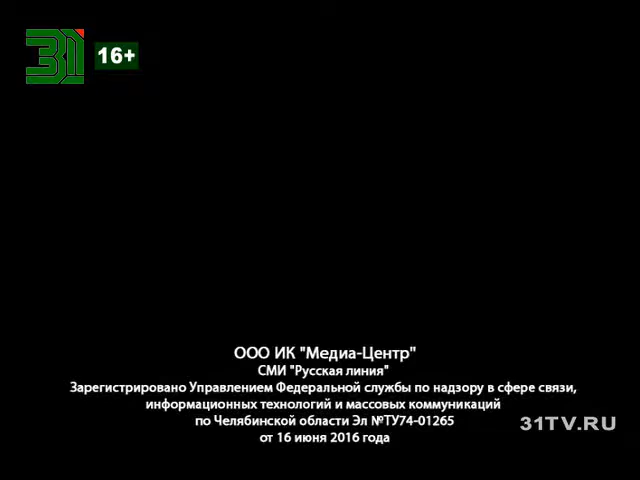 31
16+
ООО ИК "Медиа-Центр"
СМИ "Русская линия"
Зарегистрировано Управлением Федеральной службы по надзору в сфере связи,
информационных технологий и массовых коммуникаций
по Челябинской области Эл №ТУ74-01265
от 16 июня 2016 года
31TV.RU